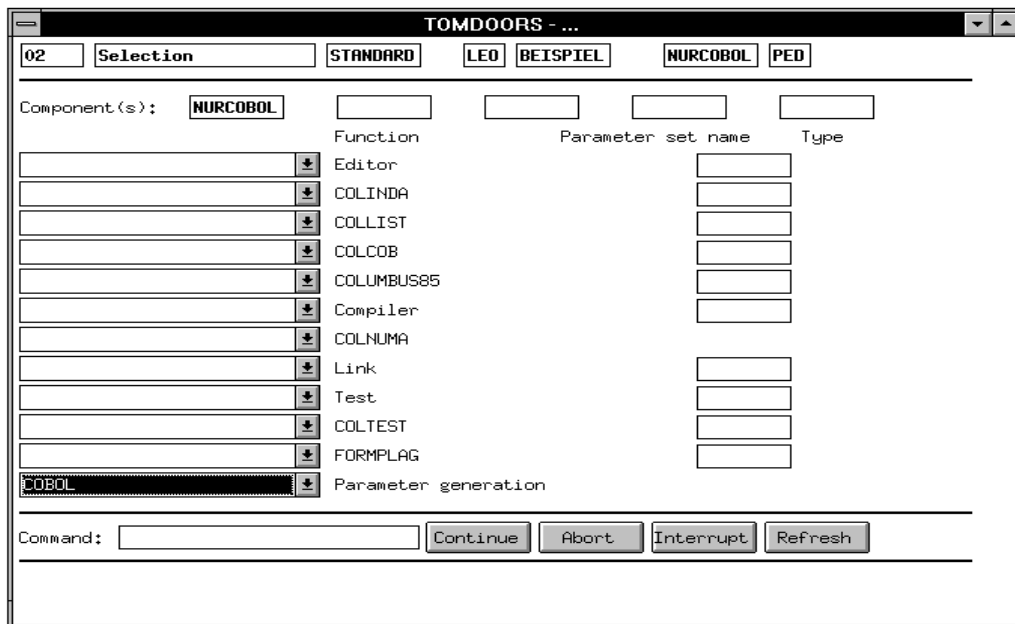 TOMDOORS - ...
02 Selection STANDARD LEO BEISPIEL NURCOBOL PED
Component(s): NURCOBOL
Function Parameter set name Type
Editor
COLINDA
COLLIST
COLCOB
COLUMBUS85
Compiler
COLNUMA
Link
Test
COLTEST
FORMPLAG
COBOL Parameter generation
Command: Continue Abort Interrupt Refresh